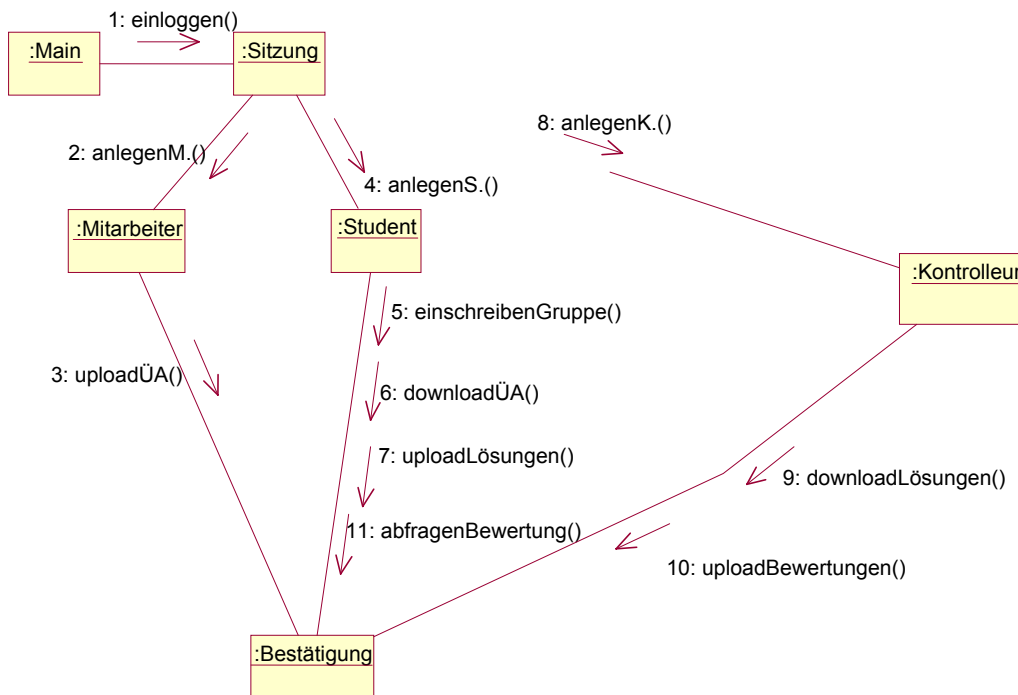 1: einloggen()
:Main
:Sitzung
8: anlegenK.()
2: anlegenM.()
4: anlegenS.()
:Mitarbeiter
:Student
:Kontrolleur
5: einschreibenGruppe()
3: uploadÜA()
6: downloadÜA()
7: uploadLösungen()
9: downloadLösungen()
11: abfragenBewertung()
10: uploadBewertungen()
:Bestätigung